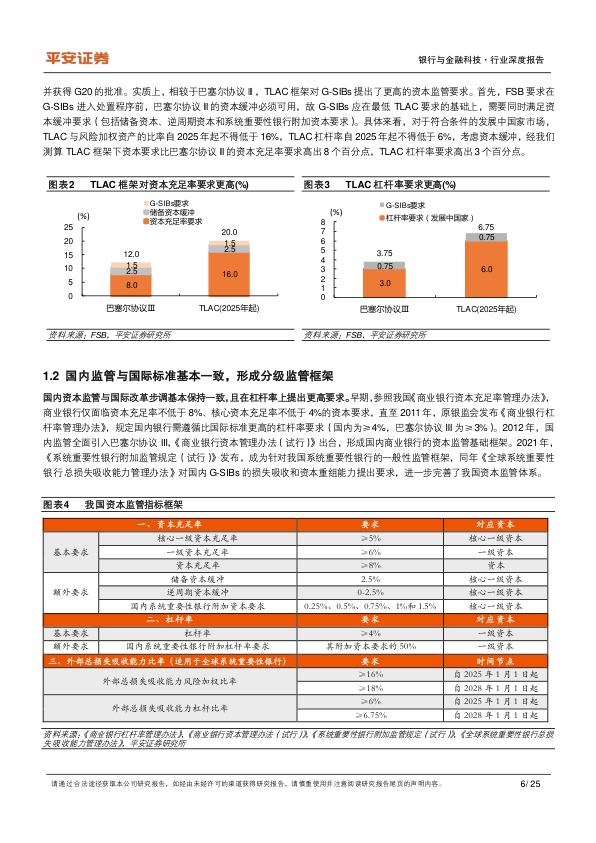 平安证券
银行与金融科技·行业深度报告
并获得 G20 的批准。实质上，相较于巴塞尔协议Ⅱ，TLAC 框架对 G-SIBs 提出了更高的资本监管要求。首先，FSB 要求在
G-SIBs 进入处置程序前，巴塞尔协议Ⅱ的资本缓冲必须可用，故 G-SIBs 应在最低 TLAC 要求的基础上，需要同时满足资
本缓冲要求（包括储备资本、逆周期资本和系统重要性银行附加资本要求）。具体来看，对于符合条件的发展中国家市场，
TLAC 与风险加权资产的比率自 2025 年起不得低于 16%，TLAC 杠杆率自 2025 年起不得低于 6%，考虑资本缓冲，经我们
测算 TLAC 框架下资本要求比巴塞尔协议Ⅱ的资本充足率要求高出 8 个百分点，TLAC 杠杆率要求高出 3 个百分点。
图表2 TLAC 框架对资本充足率要求更高(%)
(%)
G-SIBs要求
储备资本缓冲
资本充足率要求
25
20
15
10
5
0
12.0
1.5
2.5
8.0
20.0
1.5
2.5
16.0
巴塞尔协议Ⅲ
TLAC(2025年起)
资料来源：FSB，平安证券研究所
图表3 TLAC 杠杆率要求更高(%)
(%)
G-SIBs要求
杠杆率要求（发展中国家）
8
7
6
5
4
3
2
1
0
3.75
0.75
3.0
6.75
0.75
6.0
巴塞尔协议Ⅲ
TLAC(2025年起)
资料来源：FSB，平安证券研究所
1.2 国内监管与国际标准基本一致，形成分级监管框架
国内资本监管与国际改革步调基本保持一致，且在杠杆率上提出更高要求。早期，参照我国《商业银行资本充足率管理办法》，
商业银行仅面临资本充足率不低于 8%、核心资本充足率不低于 4%的资本要求，直至 2011 年，原银监会发布《商业银行杠
杆率管理办法》，规定国内银行需遵循比国际标准更高的杠杆率要求（国内为≥4%，巴塞尔协议 III 为≥3%）。2012 年，国
内监管全面引入巴塞尔协议 III，《商业银行资本管理办法（试行）》出台，形成国内商业银行的资本监管基础框架。2021 年，
《系统重要性银行附加监管规定（试行）》发布，成为针对我国系统重要性银行的一般性监管框架，同年《全球系统重要性银
行总损失吸收能力管理办法》对国内 G-SIBs 的损失吸收和资本重组能力提出要求，进一步完善了我国资本监管体系。
图表4 我国资本监管指标框架
一、资本充足率 要求 对应资本
基本要求 核心一级资本充足率 ≥5% 核心一级资本
一级资本充足率 ≥6% 一级资本
资本充足率 ≥8% 资本
额外要求 储备资本缓冲 2.5% 核心一级资本
逆周期资本缓冲 0-2.5% 核心一级资本
国内系统重要性银行附加资本要求 0.25%、0.5%、0.75%、1%和 1.5% 核心一级资本
二、杠杆率 要求 对应资本
基本要求 杠杆率 ≥4% 一级资本
额外要求 国内系统重要性银行附加杠杆率要求 其附加资本要求的 50% 一级资本
三、外部总损失吸收能力比率（适用于全球系统重要性银行） 要求 时间节点
外部总损失吸收能力风险加权比率 ≥16% 自 2025 年 1 月 1 日起
≥18% 自 2028 年 1 月 1 日起
外部总损失吸收能力杠杆比率 ≥6% 自 2025 年 1 月 1 日起
≥6.75% 自 2028 年 1 月 1 日起
资料来源：《商业银行杠杆率管理办法》，《商业银行资本管理办法（试行）》，《系统重要性银行附加监管规定（试行）》，《全球系统重要性银行总损
失吸收能力管理办法》，平安证券研究所
请通过合法途径获取本公司研究报告，如经由未经许可的渠道获得研究报告，请慎重使用并注意阅读研究报告尾页的声明内容。
6/ 25